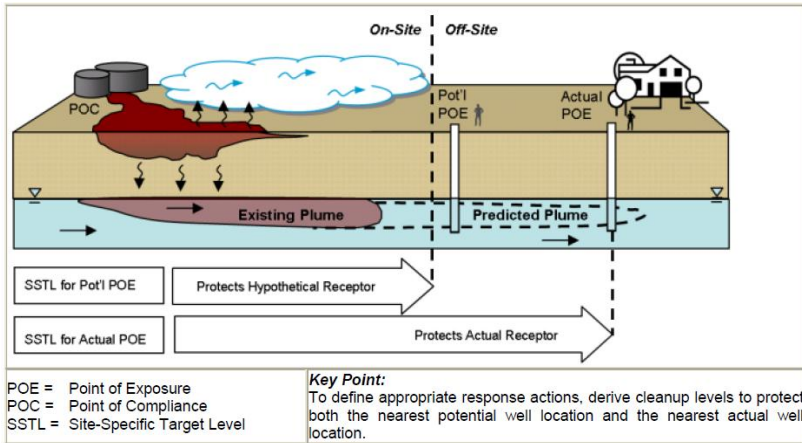 On-Site
Off-Site
POC
Pot'l
POE
Actual
POE
Existing Plume
Predicted Plume
SSTL for Pot'l POE
Protects Hypothetical Receptor
SSTL for Actual POE
Protects Actual Receptor
POE = Point of Exposure
POC = Point of Compliance
SSTL = Site-Specific Target Level
Key Point:
To define appropriate response actions, derive cleanup levels to protect
both the nearest potential well location and the nearest actual well
location.